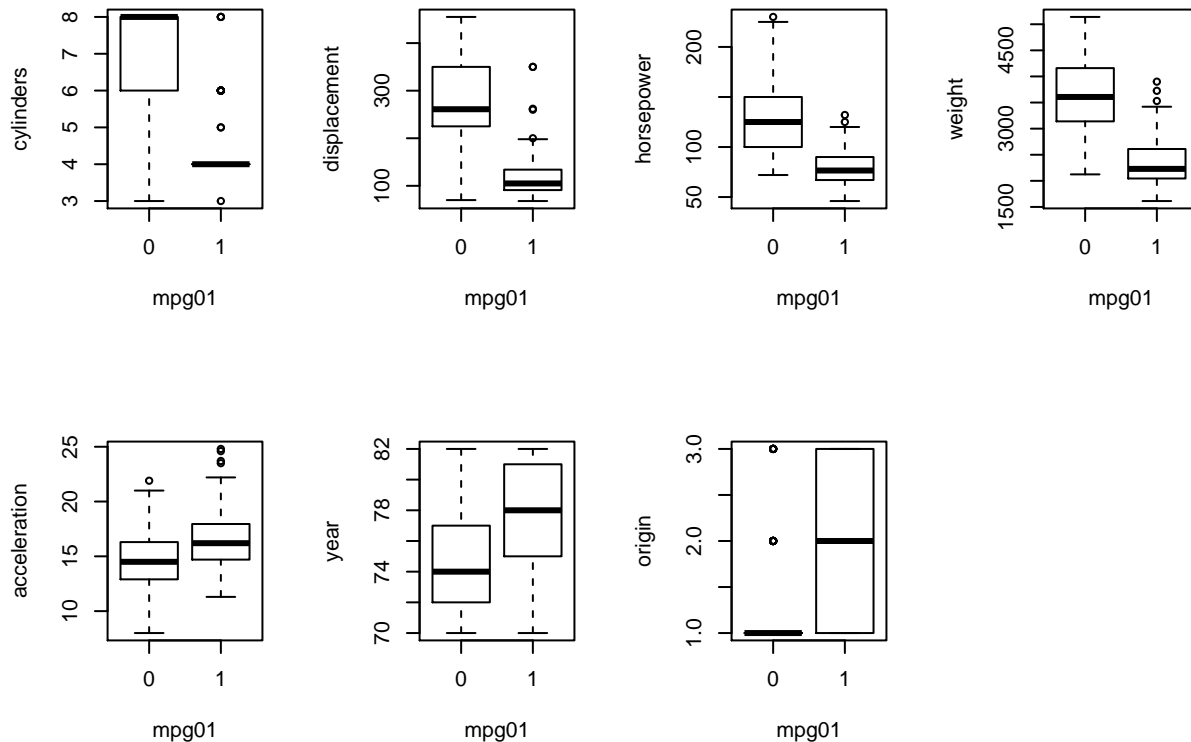 cylinders
8
7
6
5
4
3
0 1
mpg01
displacement
300
100
0 1
mpg01
horsepower
200
100
50
0 1
mpg01
weight
4500
3000
1500
0 1
mpg01
acceleration
25
20
15
10
0 1
mpg01
year
82
78
74
70
0 1
mpg01
origin
3.0
2.0
1.0
0 1
mpg01